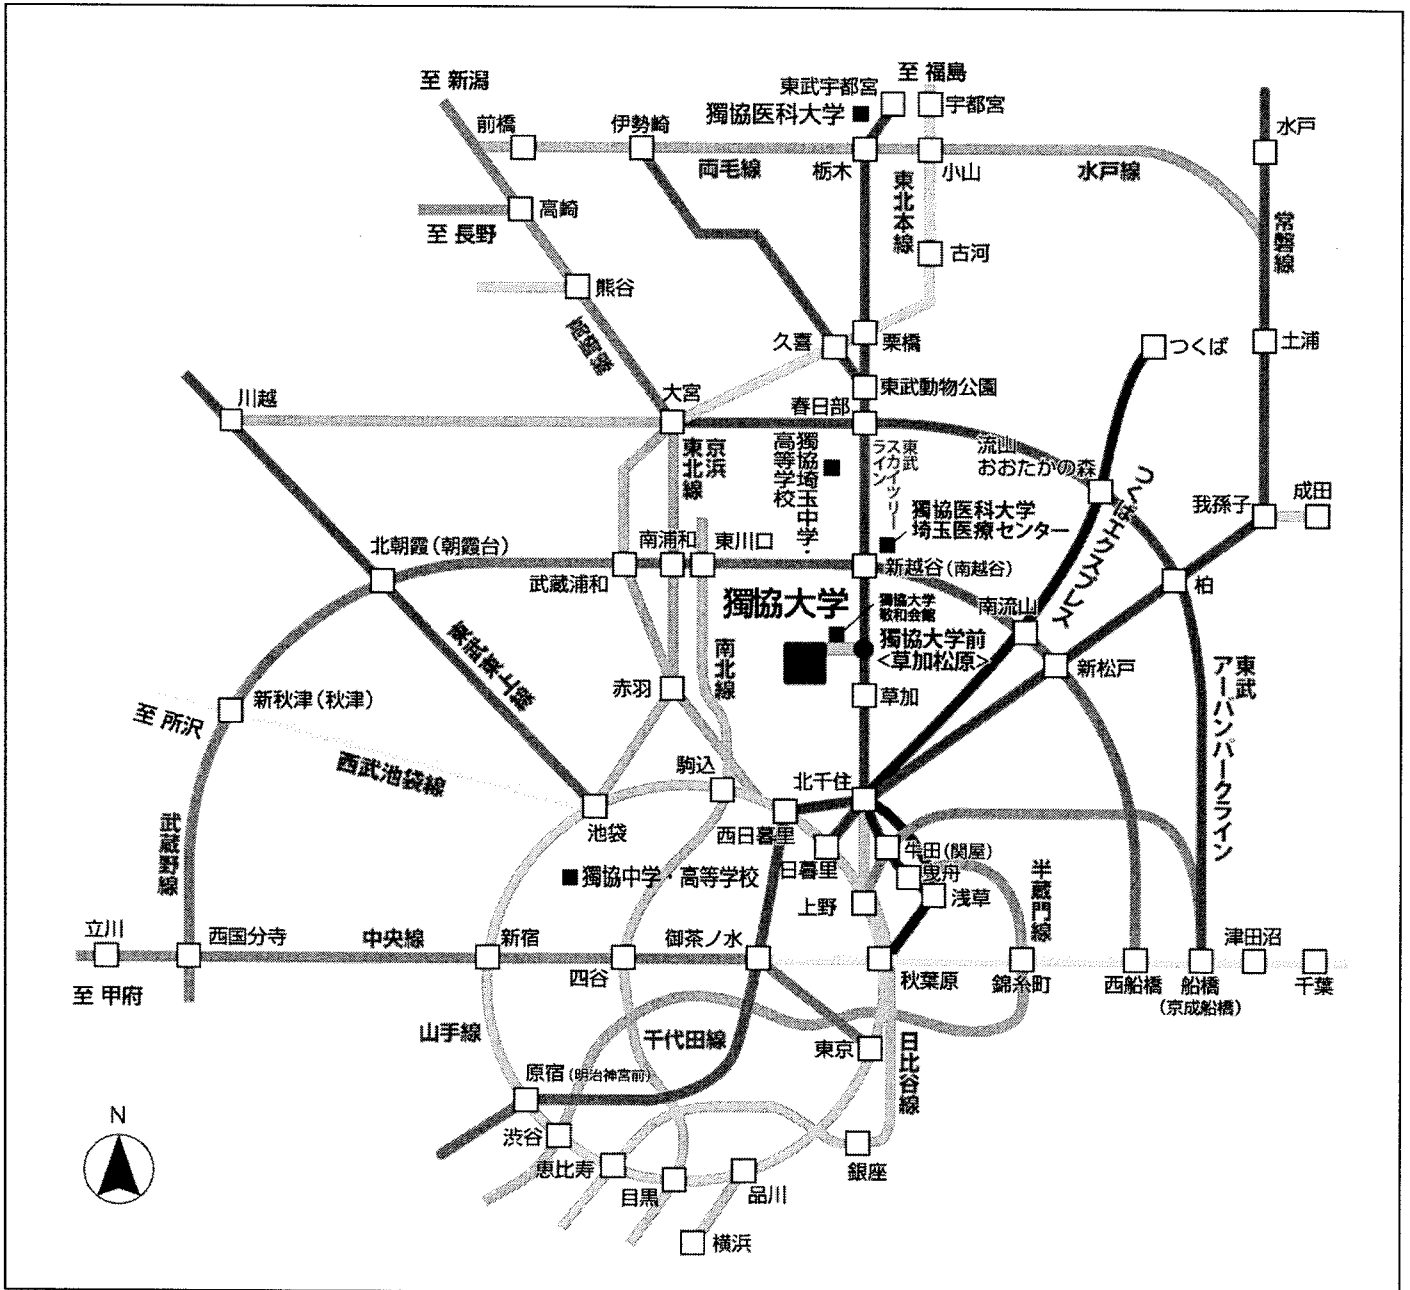 至 新潟
東武宇都宮
至 福島
獨協医科大学
宇都宮
前橋
伊勢崎
水戸
両毛線
栃木
小山
水戸線
東北本線
高崎
至 長野
常磐線
古河
熊谷
高崎線
久喜
栗橋
つくば
土浦
東武動物公園
川越
大宮
春日部
京浜
東北線
獨協埼玉中学・
高等学校
東武
スカイツリー
ライン
流山
おおたかの森
つくばエクスプレス
我孫子
成田
獨協医科大学
埼玉医療センター
北朝霞(朝霞台)
南浦和
東川口
武蔵浦和
新越谷(南越谷)
柏
獨協大学
獨協大学
敬和会館
南流山
獨協大学前
<草加松原>
東武東上線
南北線
新松戸
東武
アーバンパークライン
赤羽
草加
新秋津(秋津)
至 所沢
西武池袋線
駒込
北千住
池袋
西日暮里
武蔵野線
日暮里
牛田(関屋)
曳舟
獨協中学・高等学校
上野
浅草
半蔵門線
立川
西国分寺
中央線
新宿
御茶ノ水
津田沼
四谷
秋葉原
錦糸町
西船橋
船橋
(京成船橋)
千葉
至 甲府
山手線
千代田線
東京
日比谷線
原宿(明治神宮前)
渋谷
恵比寿
目黒
品川
銀座
横浜
N